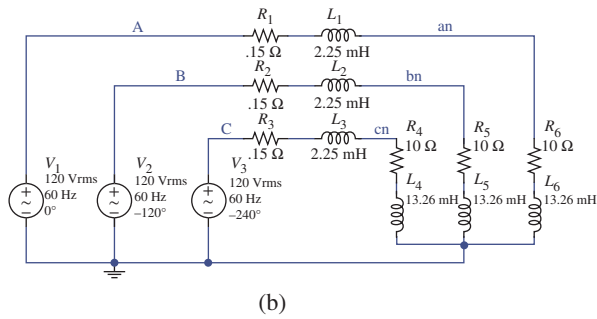 A
R1
L1
an
.15 Ω
2.25 mH
B
R2
L2
bn
.15 Ω
2.25 mH
C
R3
L3
cn
.15 Ω
2.25 mH
R4
10 Ω
R5
10 Ω
R6
10 Ω
V1
120 Vrms
60 Hz
0°
V2
120 Vrms
60 Hz
–120°
V3
120 Vrms
60 Hz
–240°
L4
13.26 mH
L5
13.26 mH
L6
13.26 mH
(b)